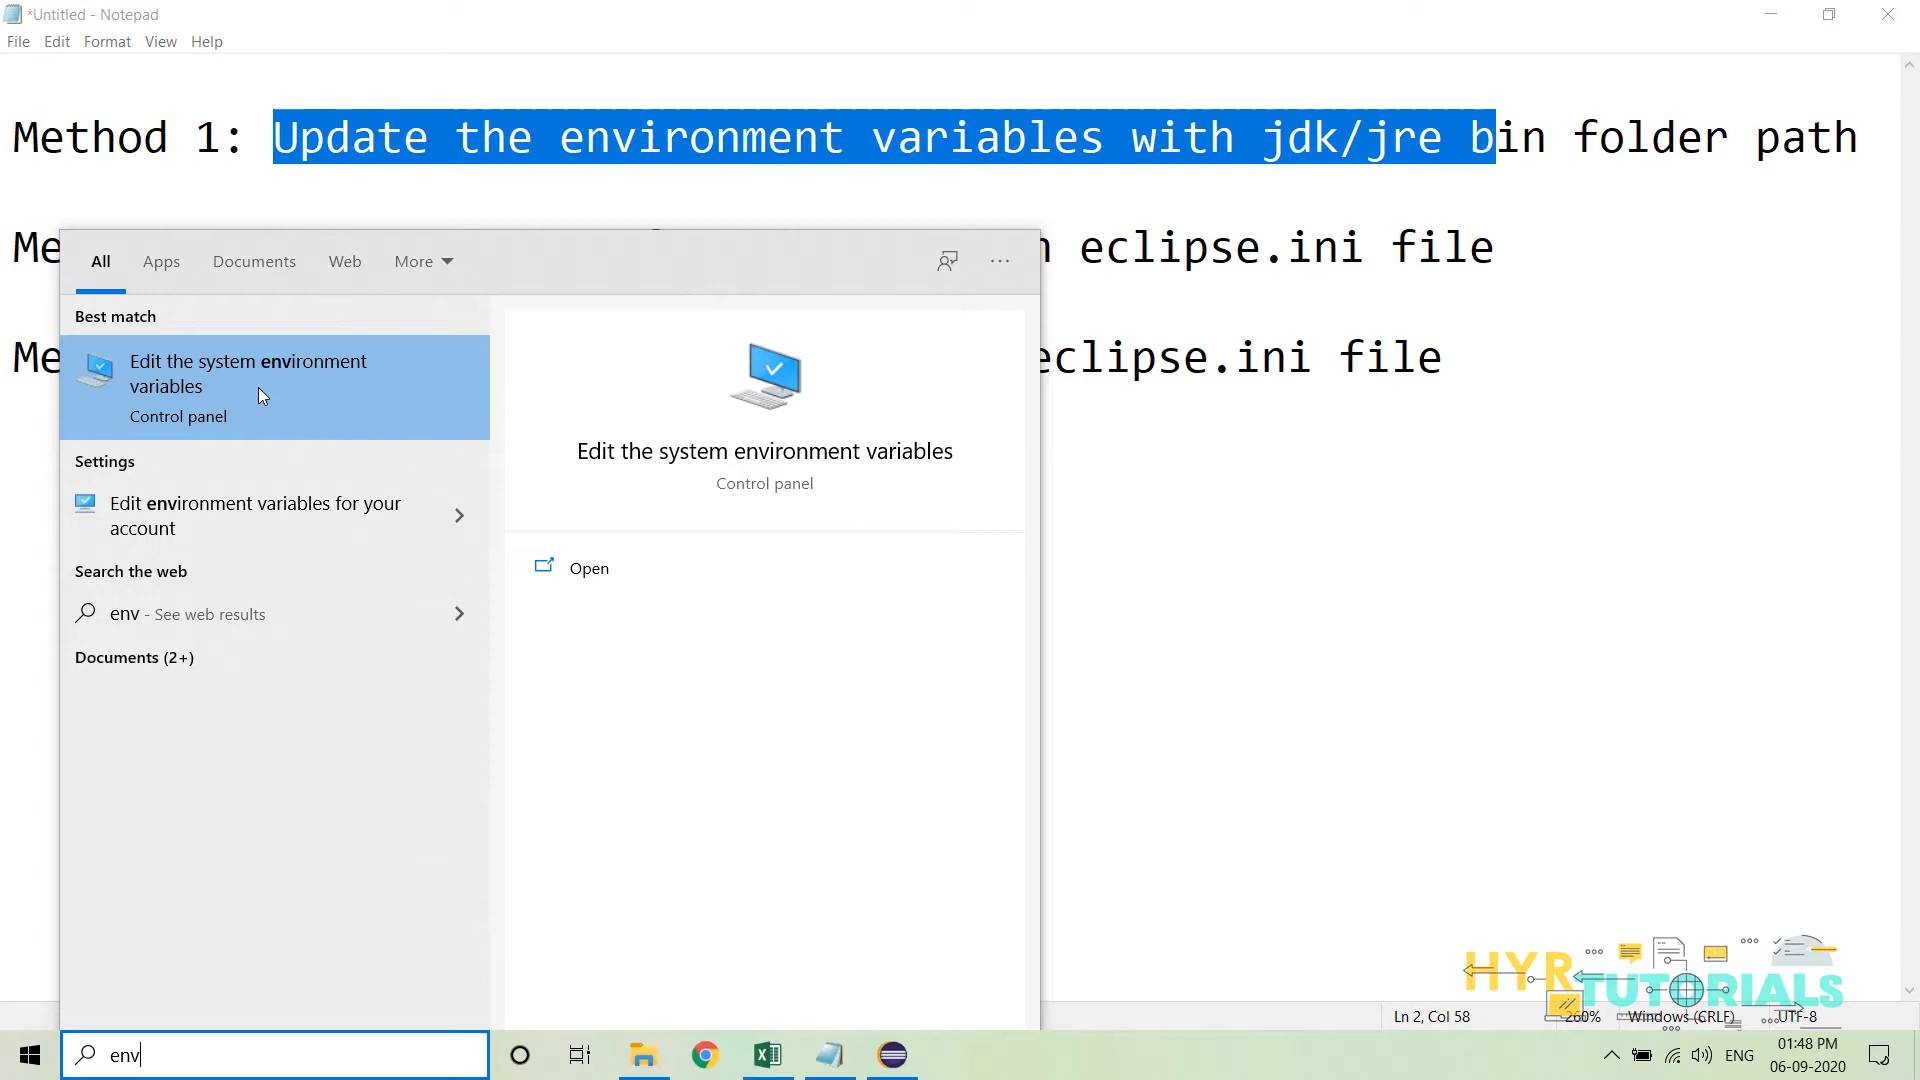 *Untitled - Notepad
File Edit Format View Help
Method 1: Update the environment variables with jdk/jre bin folder path
eclipse.ini file
eclipse.ini file
All Apps Documents Web More
Best match
Edit the system environment
variables
Control panel
Settings
Edit environment variables for your
account
Search the web
env - See web results
Documents (2+)
Edit the system environment variables
Control panel
Open
HYR TUTORIALS
Ln 2, Col 58 260% Windows (CRLF) UTF-8
env
ENG
01:48 PM
06-09-2020